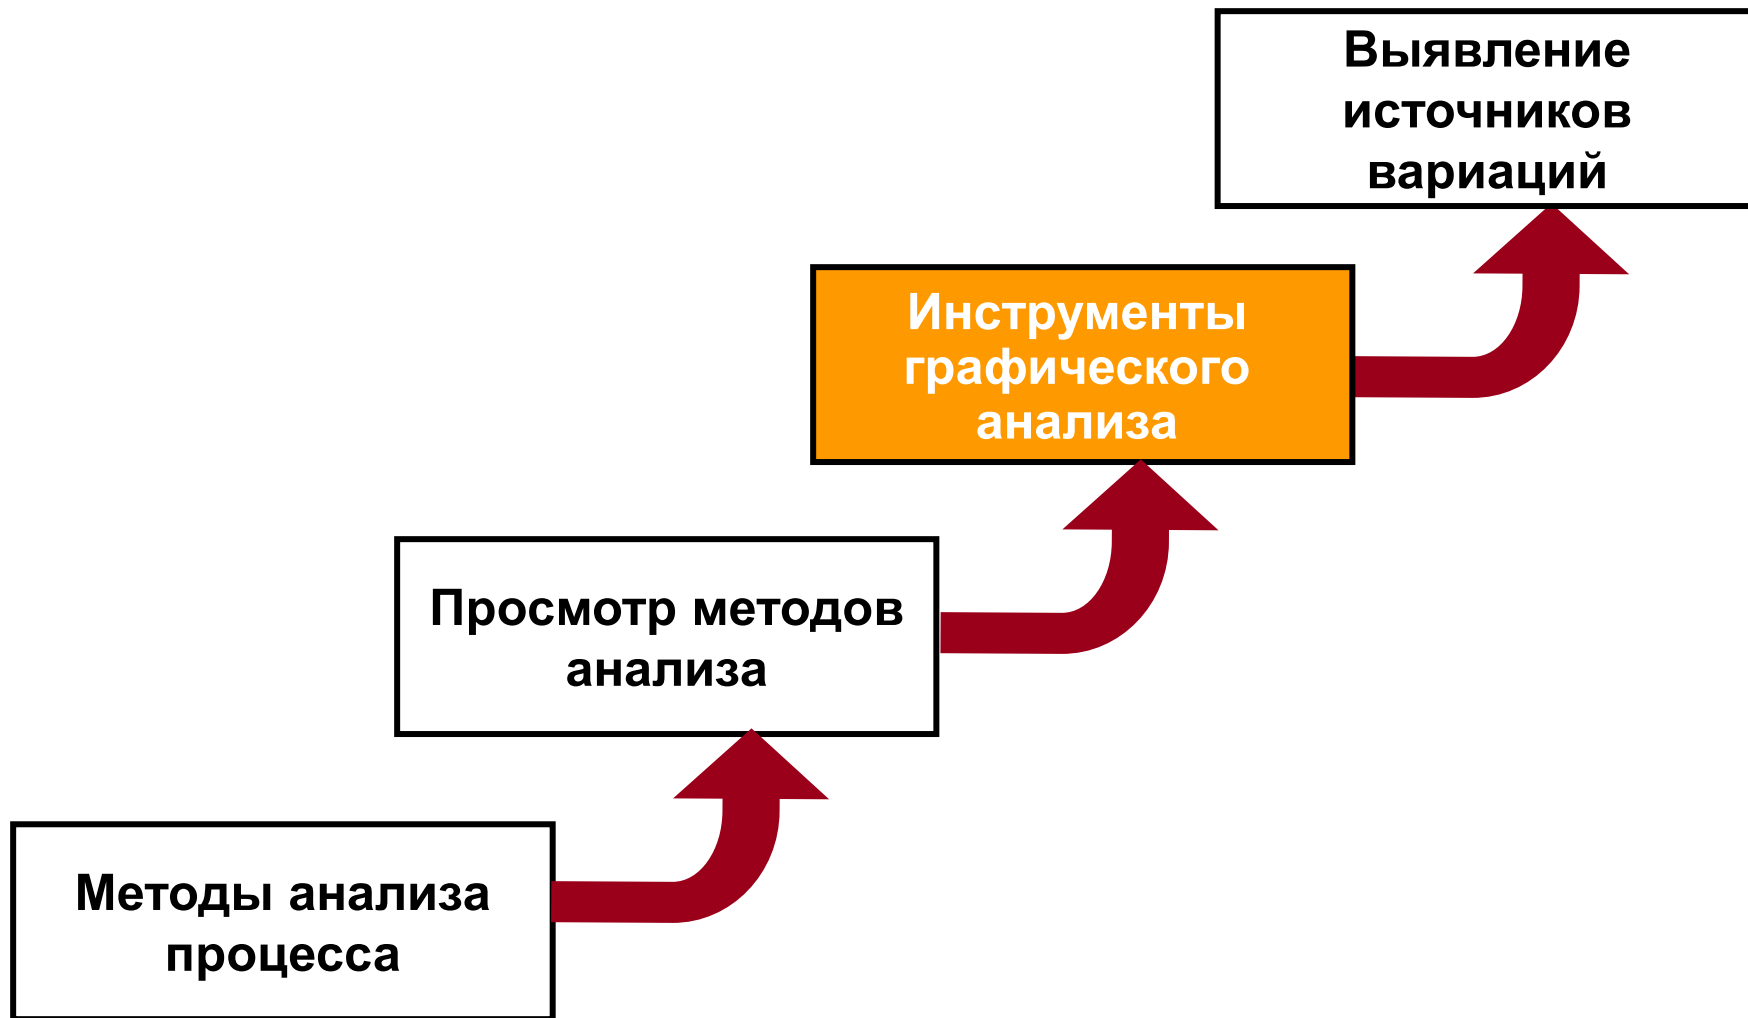 Выявление
источников
вариаций
Инструменты
графического
анализа
Просмотр методов
анализа
Методы анализа
процесса